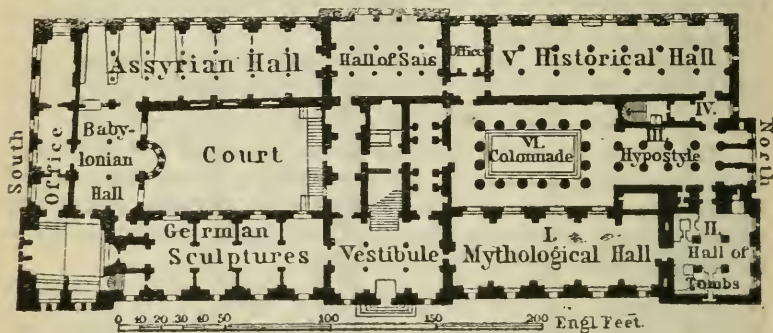 Assyrian Hall
Hall of Sais
Office
V Historical Hall
South
Office
Baby-
lonian
Hall
Court
VI.
Colonnade
III
Hypostyle
IV.
North
German
Sculptures
Vestibule
I.
Mythological Hall
II.
Hall of
Tombs
0 10 20 30 40 50 100 150 200 Engl. Feet.